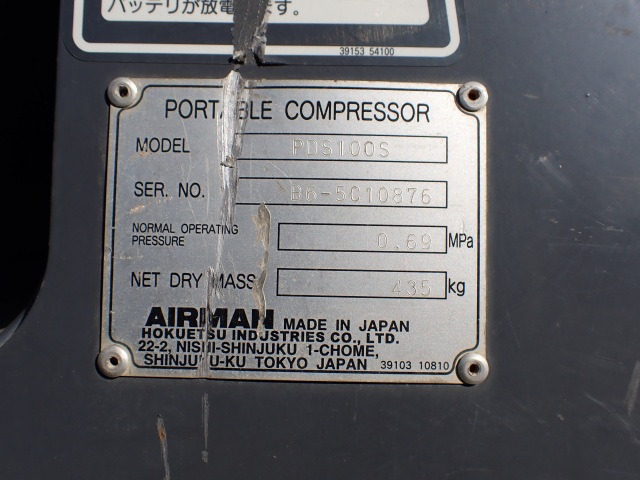 バッテリが放電します。
39153 54100
PORTABLE COMPRESSOR
MODEL PDS100S
SER. NO. B6-5C10876
NORMAL OPERATING PRESSURE 0.69 MPa
NET DRY MASS 435 kg
AIRMAN MADE IN JAPAN
HOKUETSU INDUSTRIES CO., LTD.
22-2, NISHI-SHINJUKU 1-CHOME,
SHINJUKU-KU TOKYO JAPAN 39103 10810